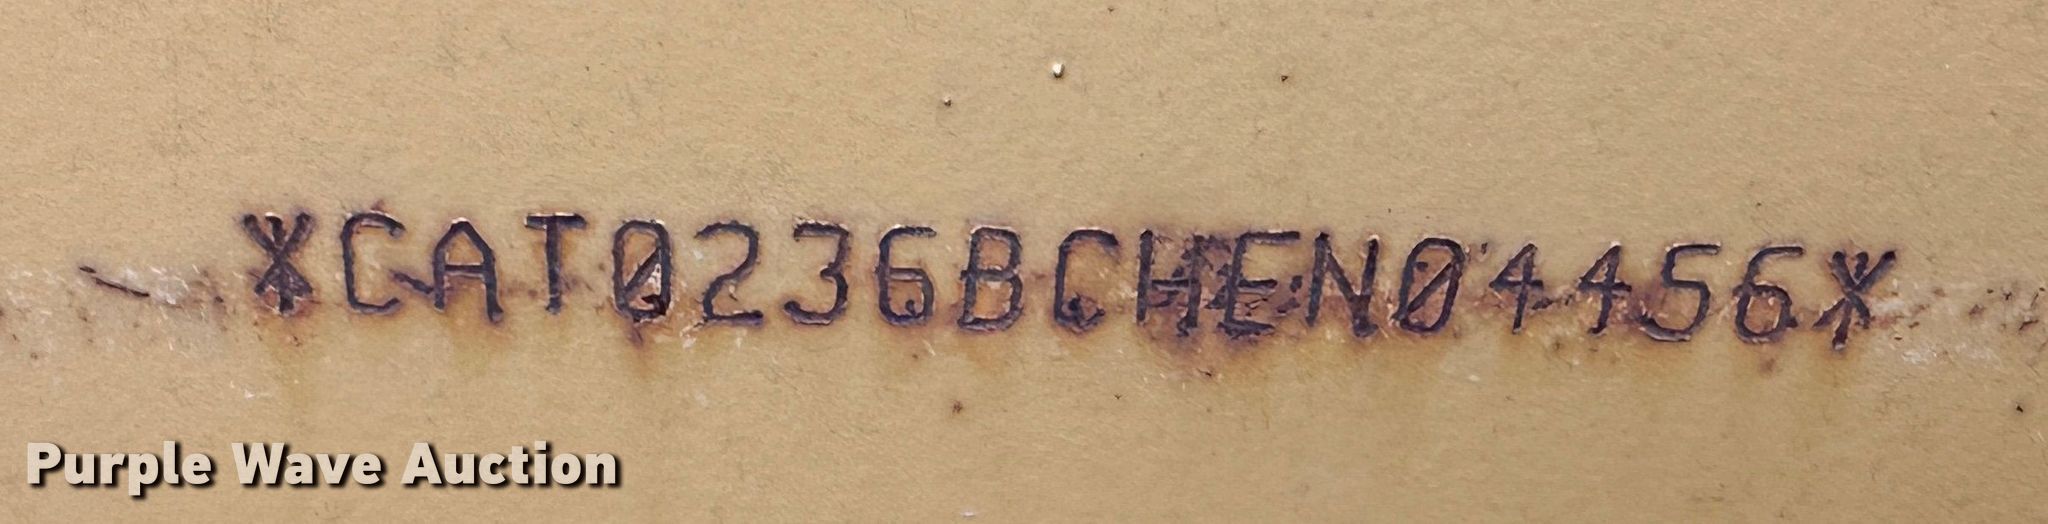 *CAT0236BCHEN04456*
Purple Wave Auction